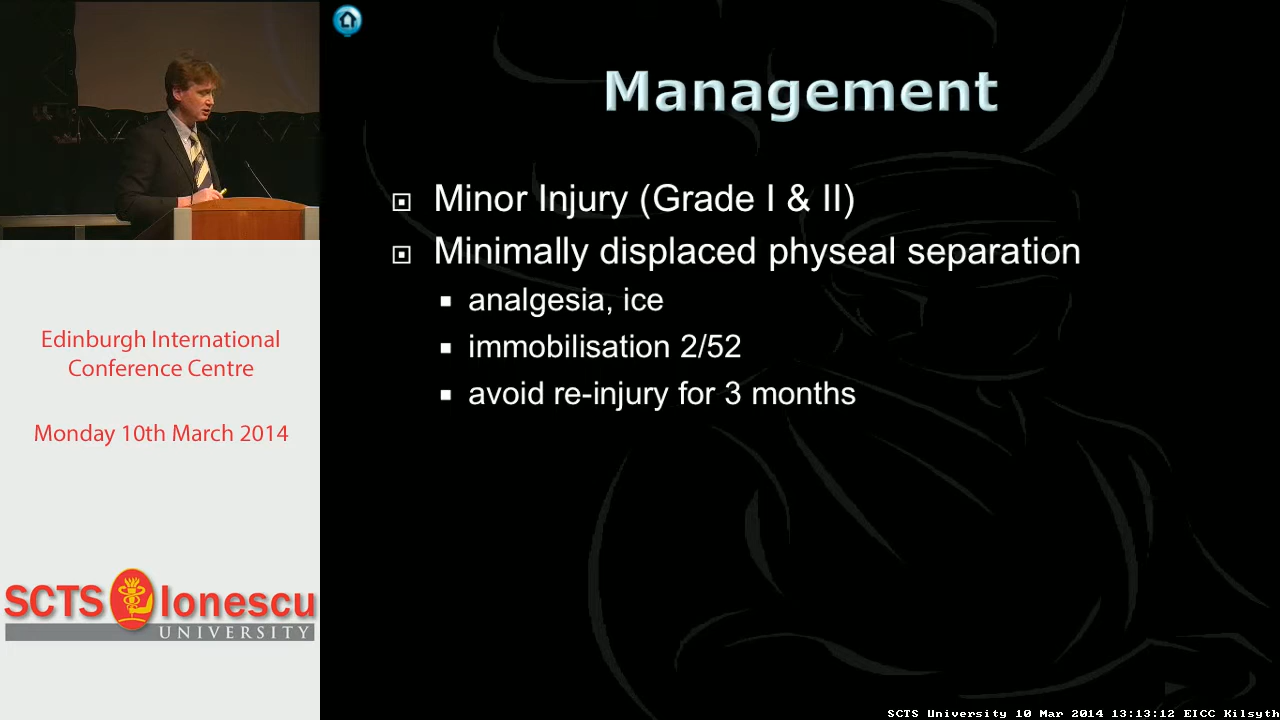 Management
Minor Injury (Grade I & II)
Minimally displaced physeal separation
analgesia, ice
immobilisation 2/52
avoid re-injury for 3 months
Edinburgh International
Conference Centre
Monday 10th March 2014
SCTS Ionescu
UNIVERSITY
SCTS University 10 Mar 2014 13:13:12 EICC Kilsyth